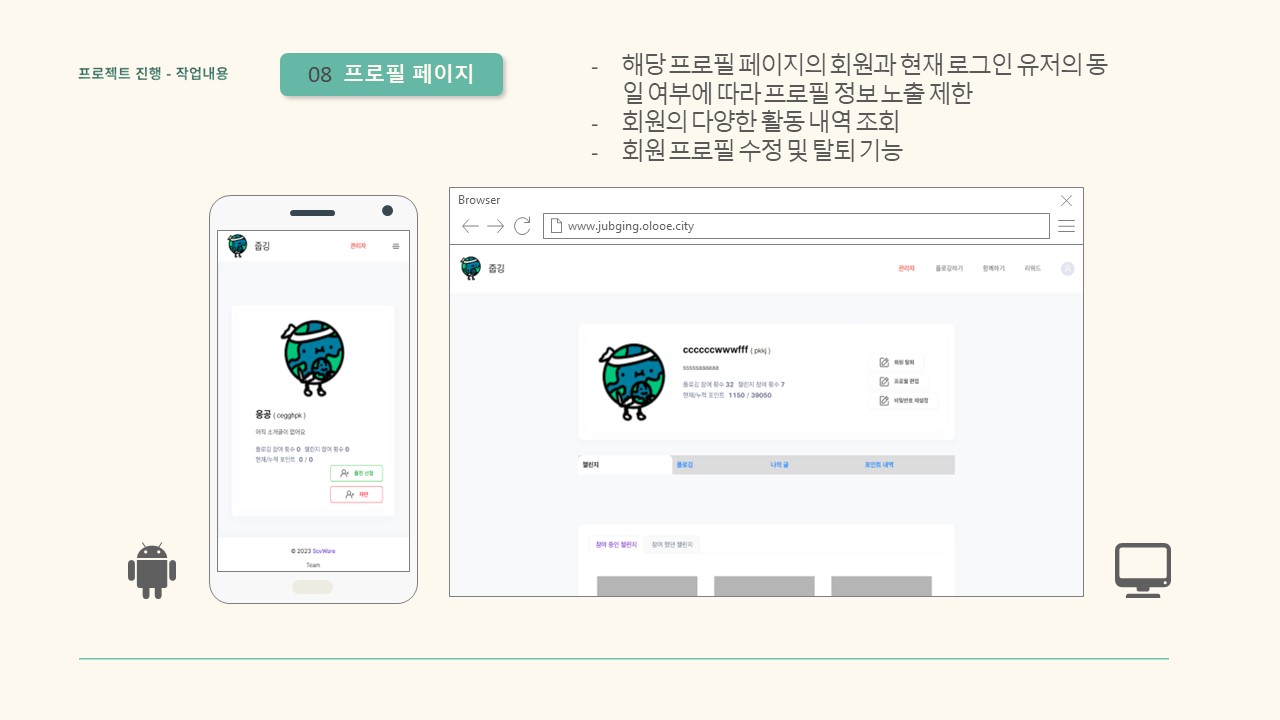 프로젝트 진행 - 작업내용
08 프로필 페이지
- 해당 프로필 페이지의 회원과 현재 로그인 유저의 동
일 여부에 따라 프로필 정보 노출 제한
- 회원의 다양한 활동 내역 조회
- 회원 프로필 수정 및 탈퇴 기능
줍깅
관리자
응공 ( cegghpk )
아직 소개글이 없어요
플로깅 참여 횟수 0 챌린지 참여 횟수 0
현재/누적 포인트 0 / 0
플친 신청
차단
© 2023 SovWare
Team
Browser
www.jubging.olooe.city
줍깅
관리자 플로깅하기 함께하기 리워드
ccccccwwwfff ( pkkj )
sssssaaaaaa
플로깅 참여 횟수 32 챌린지 참여 횟수 7
현재/누적 포인트 1150 / 39050
회원 탈퇴
프로필 편집
비밀번호 재설정
챌린지 플로깅 나의 글 포인트 내역
참여 중인 챌린지 참여 했던 챌린지